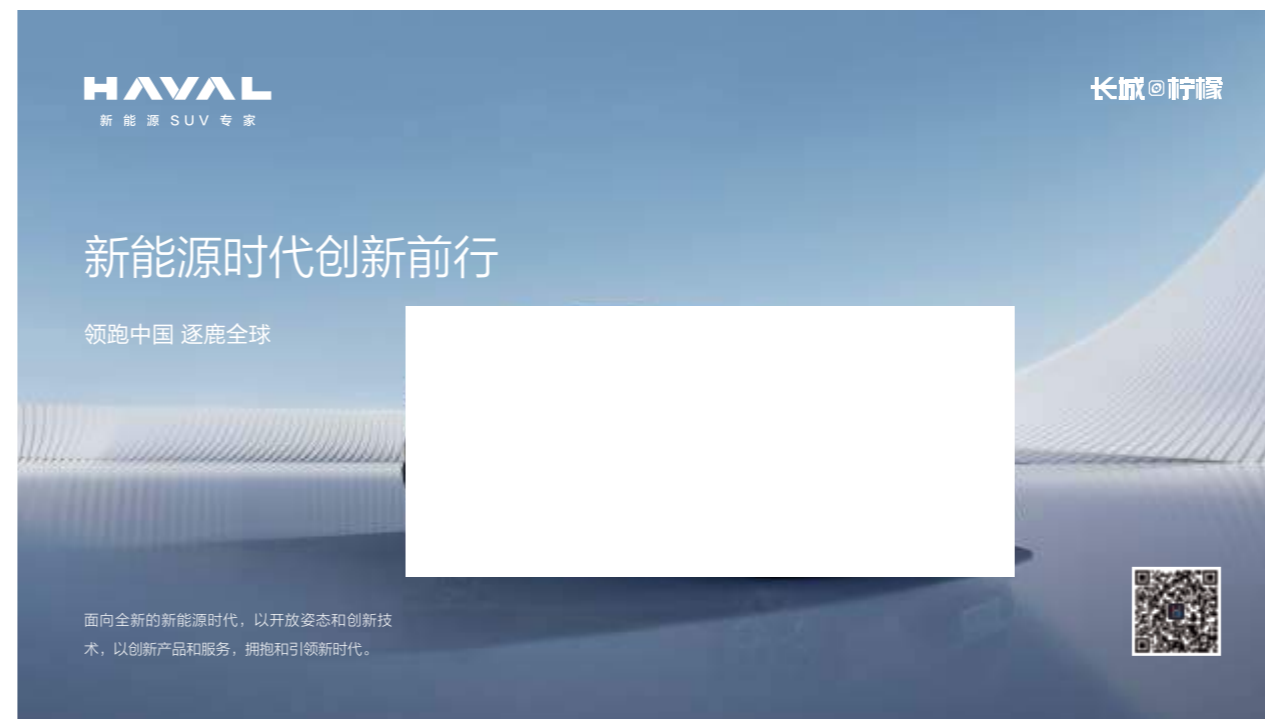 HAVAL
新能源SUV专家
长城柠檬
新能源时代创新前行
领跑中国 逐鹿全球
面向全新的新能源时代，以开放姿态和创新技
术，以创新产品和服务，拥抱和引领新时代。